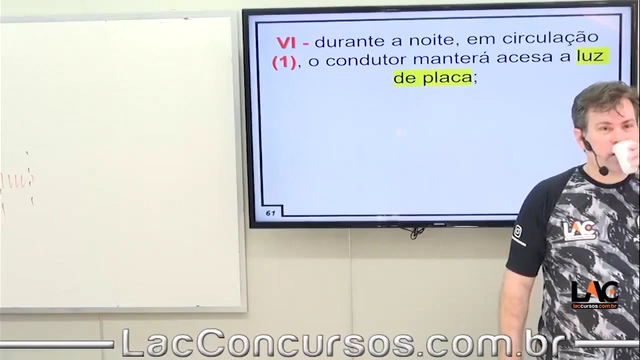 VI - durante a noite, em circulação
(1), o condutor manterá acesa a luz
de placa;
61
LAC
LAC
laccursos.com.br
LacConcursos.com.br